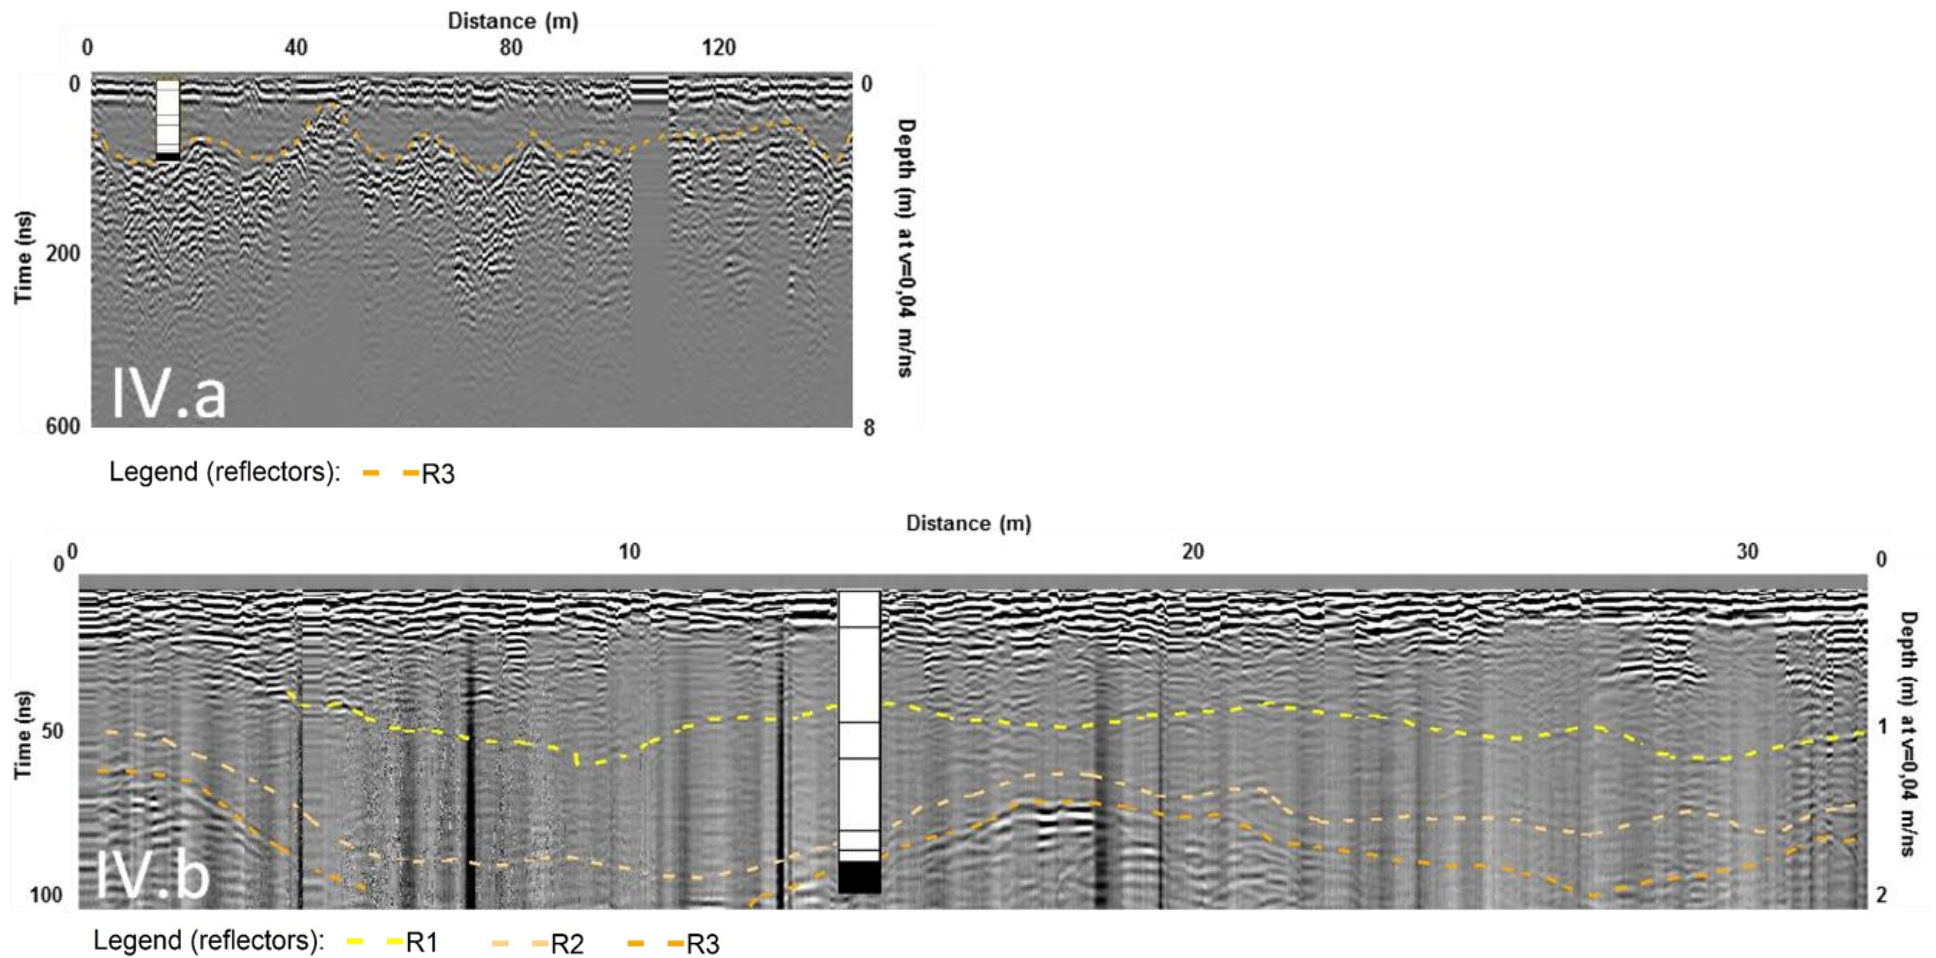 Distance (m)
0 40 80 120
0 0
Time (ns)
200
Depth (m) at v=0,04 m/ns
IV.a
600 8
Legend (reflectors): R3
Distance (m)
0 10 20 30
0 0
Time (ns)
50 1
Depth (m) at v=0,04 m/ns
IV.b
100 2
Legend (reflectors): R1 R2 R3